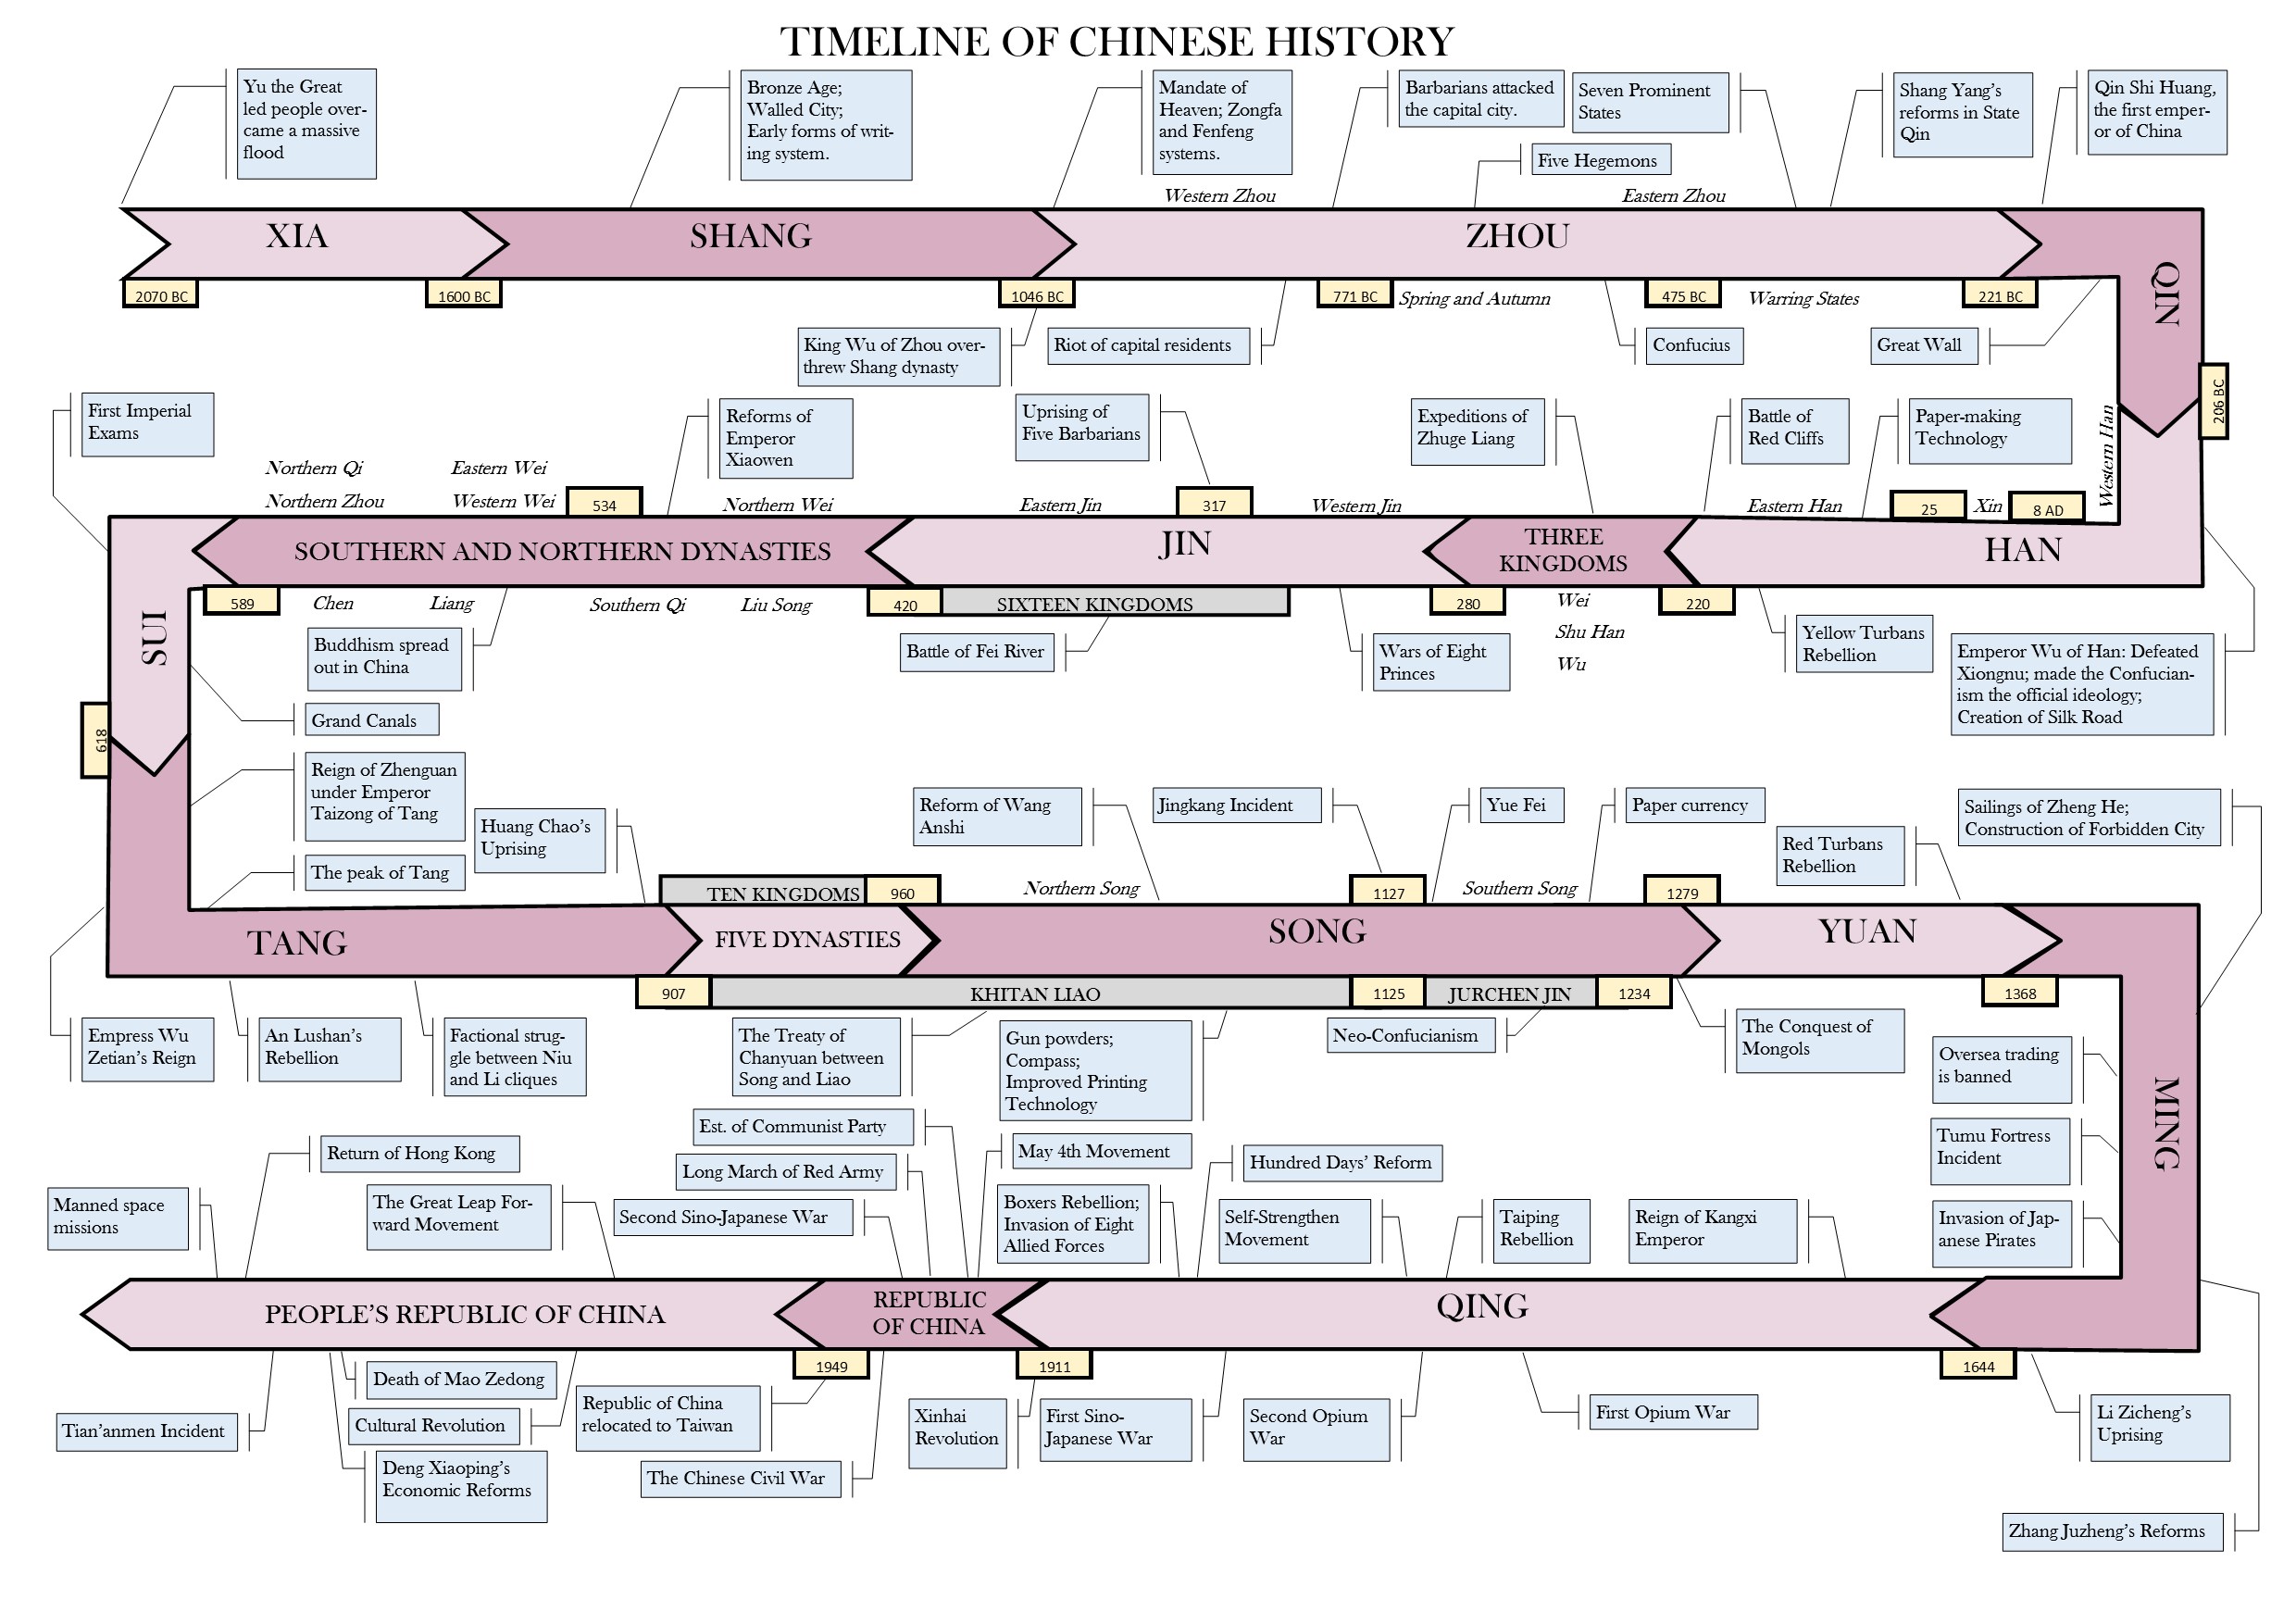 TIMELINE OF CHINESE HISTORY
Yu the Great
led people over-
came a massive
flood
Bronze Age;
Walled City;
Early forms of writ-
ing system.
Mandate of
Heaven; Zongfa
and Fenfeng
systems.
Barbarians attacked
the capital city.
Seven Prominent
States
Five Hegemons
Shang Yang's
reforms in State
Qin
Qin Shi Huang,
the first emper-
or of China
Western Zhou
Eastern Zhou
XIA
SHANG
ZHOU
QIN
2070 BC
1600 BC
1046 BC
771 BC
Spring and Autumn
475 BC
Warring States
221 BC
King Wu of Zhou over-
threw Shang dynasty
Riot of capital residents
Confucius
Great Wall
206 BC
First Imperial
Exams
Reforms of
Emperor
Xiaowen
Uprising of
Five Barbarians
Expeditions of
Zhuge Liang
Battle of
Red Cliffs
Paper-making
Technology
Western Han
Northern Qi
Eastern Wei
Northern Zhou
Western Wei
534
Northern Wei
Eastern Jin
317
Western Jin
Eastern Han
25
Xin
8 AD
SOUTHERN AND NORTHERN DYNASTIES
JIN
THREE
KINGDOMS
HAN
SUI
589
Chen
Liang
Southern Qi
Liu Song
420
SIXTEEN KINGDOMS
280
Wei
Shu Han
Wu
220
Buddhism spread
out in China
Battle of Fei River
Wars of Eight
Princes
Yellow Turbans
Rebellion
Emperor Wu of Han: Defeated
Xiongnu; made the Confucian-
ism the official ideology;
Creation of Silk Road
Grand Canals
618
Reign of Zhenguan
under Emperor
Taizong of Tang
The peak of Tang
Huang Chao's
Uprising
Reform of Wang
Anshi
Jingkang Incident
Yue Fei
Paper currency
Red Turbans
Rebellion
Sailings of Zheng He;
Construction of Forbidden City
TEN KINGDOMS
960
Northern Song
1127
Southern Song
1279
TANG
FIVE DYNASTIES
SONG
YUAN
MING
907
KHITAN LIAO
1125
JURCHEN JIN
1234
1368
Empress Wu
Zetian's Reign
An Lushan's
Rebellion
Factional strug-
gle between Niu
and Li cliques
The Treaty of
Chanyuan between
Song and Liao
Gun powders;
Compass;
Improved Printing
Technology
Neo-Confucianism
The Conquest of
Mongols
Oversea trading
is banned
Tumu Fortress
Incident
Invasion of Jap-
anese Pirates
Est. of Communist Party
Return of Hong Kong
Long March of Red Army
May 4th Movement
Hundred Days' Reform
Manned space
missions
The Great Leap For-
ward Movement
Second Sino-Japanese War
Boxers Rebellion;
Invasion of Eight
Allied Forces
Self-Strengthen
Movement
Taiping
Rebellion
Reign of Kangxi
Emperor
PEOPLE'S REPUBLIC OF CHINA
REPUBLIC
OF CHINA
QING
1949
1911
1644
Death of Mao Zedong
Tian'anmen Incident
Cultural Revolution
Deng Xiaoping's
Economic Reforms
Republic of China
relocated to Taiwan
The Chinese Civil War
Xinhai
Revolution
First Sino-
Japanese War
Second Opium
War
First Opium War
Li Zicheng's
Uprising
Zhang Juzheng's Reforms